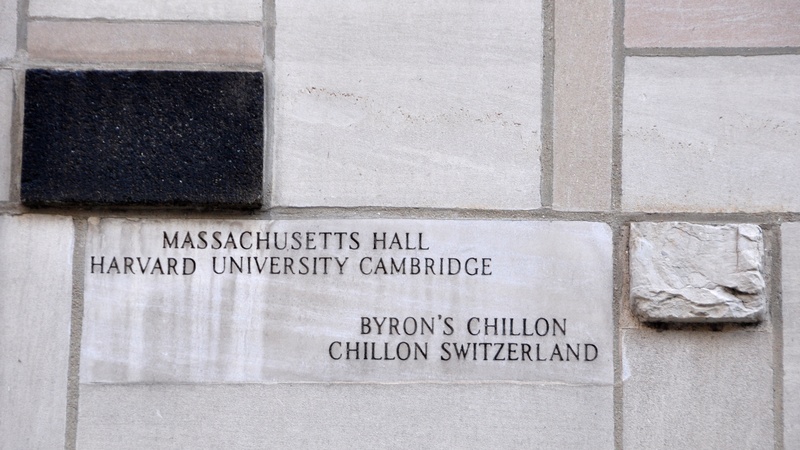 MASSACHUSETTS HALL
HARVARD UNIVERSITY CAMBRIDGE
BYRON'S CHILLON
CHILLON SWITZERLAND